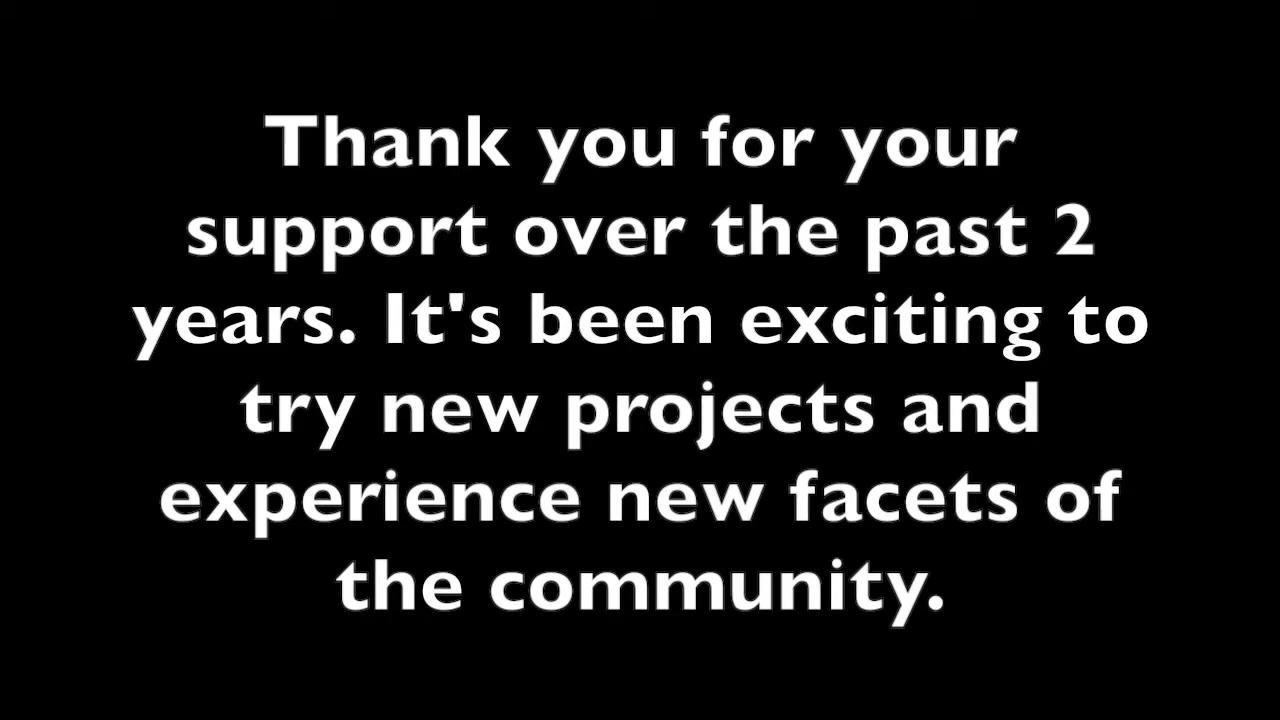 Thank you for your
support over the past 2
years. It's been exciting to
try new projects and
experience new facets of
the community.